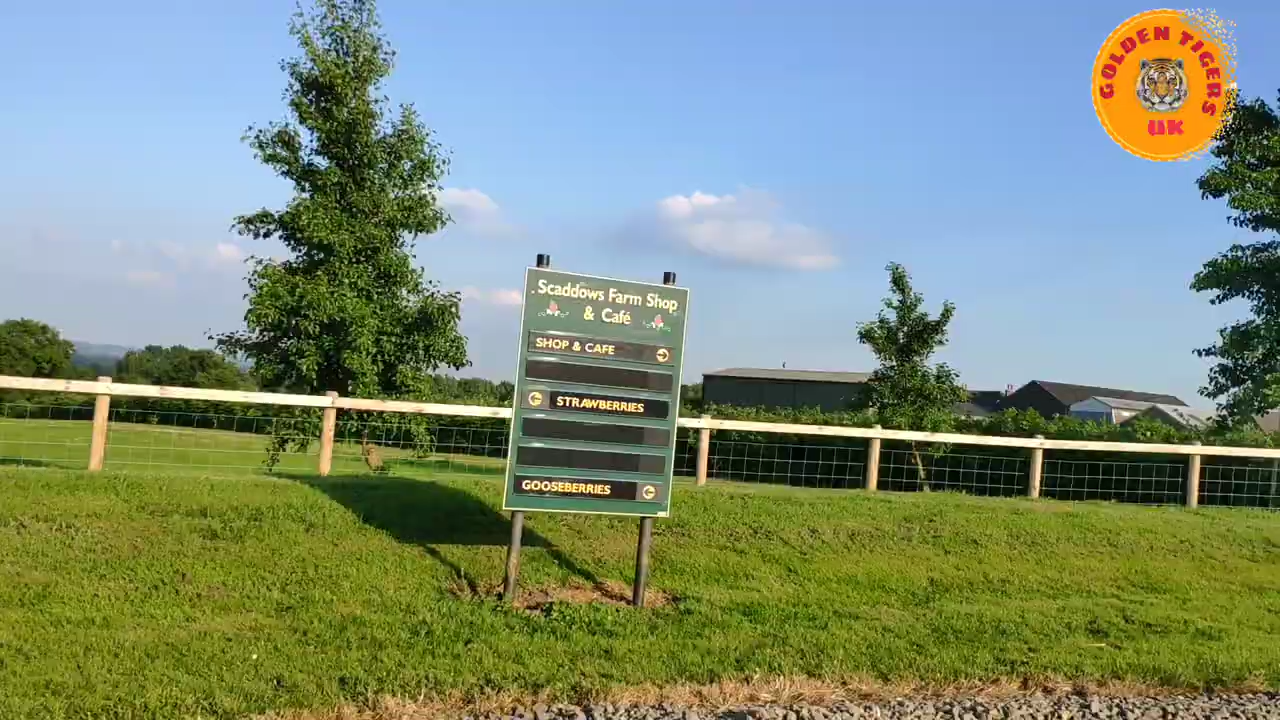 GOLDEN TIGERS
UK
Scaddows Farm Shop
& Café
SHOP & CAFE
STRAWBERRIES
GOOSEBERRIES